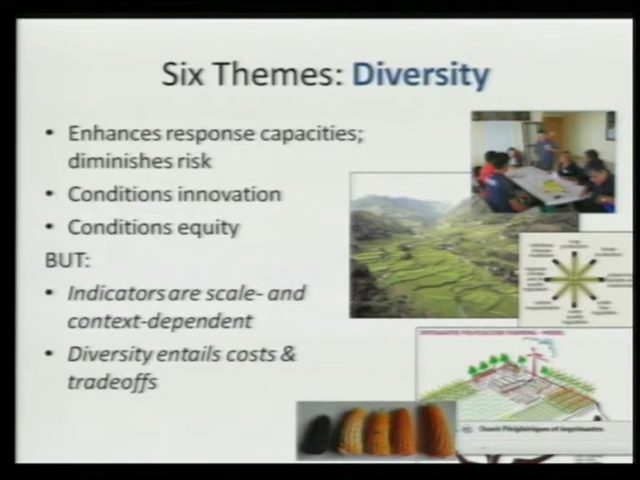 Six Themes: Diversity
• Enhances response capacities;
diminishes risk
• Conditions innovation
• Conditions equity
BUT:
• Indicators are scale- and
context-dependent
• Diversity entails costs &
tradeoffs